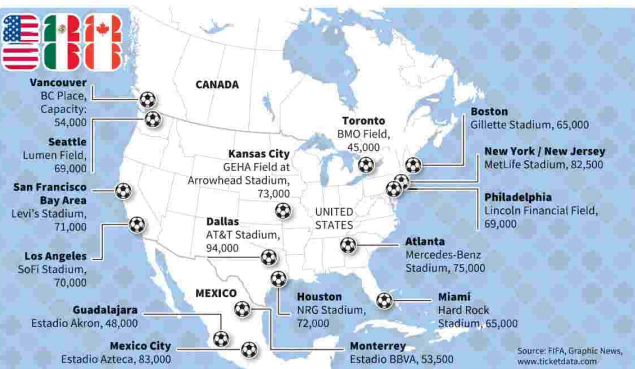 Vancouver
BC Place,
Capacity:
54,000
Seattle
Lumen Field,
69,000
San Francisco
Bay Area
Levi's Stadium,
71,000
Los Angeles
SoFi Stadium,
70,000
Guadalajara
Estadio Akron, 48,000
Mexico City
Estadio Azteca, 83,000
CANADA
Kansas City
GEHA Field at
Arrowhead Stadium,
73,000
Dallas
AT&T Stadium,
94,000
MEXICO
Toronto
BMO Field,
45,000
UNITED
STATES
Houston
NRG Stadium,
72,000
Monterrey
Estadio BBVA, 53,500
Boston
Gillette Stadium, 65,000
New York / New Jersey
MetLife Stadium, 82,500
Philadelphia
Lincoln Financial Field,
69,000
Atlanta
Mercedes-Benz
Stadium, 75,000
Miami
Hard Rock
Stadium, 65,000
Source: FIFA, Graphic News,
www.ticketdata.com